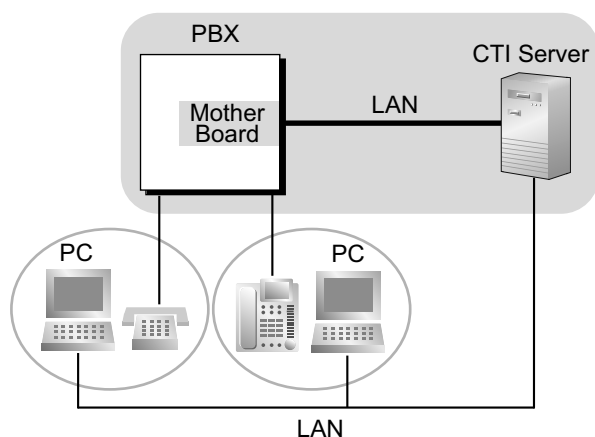 PBX
CTI Server
Mother
Board
LAN
PC
PC
LAN